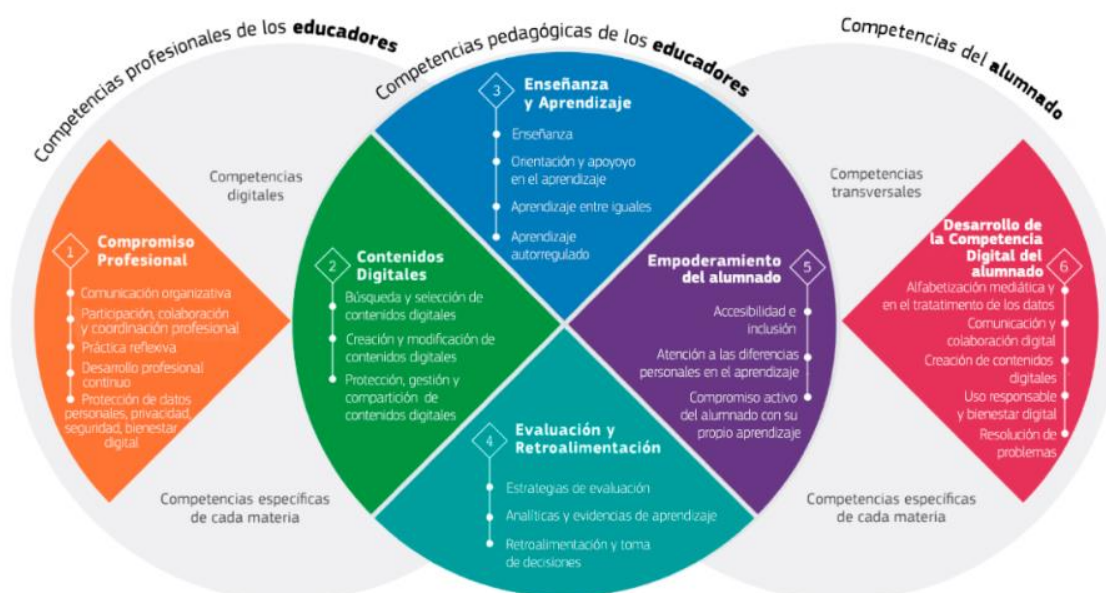 Competencias profesionales de los educadores
Competencias pedagógicas de los educadores
Competencias del alumnado
Competencias
digitales
Competencias
transversales
Competencias específicas
de cada materia
Competencias específicas
de cada materia
1
Compromiso
Profesional
Comunicación organizativa
Participación, colaboración
y coordinación profesional
Práctica reflexiva
Desarrollo profesional
continuo
Protección de datos
personales, privacidad,
seguridad, bienestar
digital
2
Contenidos
Digitales
Búsqueda y selección de
contenidos digitales
Creación y modificación de
contenidos digitales
Protección, gestión y
compartición de
contenidos digitales
3
Enseñanza
y Aprendizaje
Enseñanza
Orientación y apoyoyo
en el aprendizaje
Aprendizaje entre iguales
Aprendizaje
autorregulado
4
Evaluación y
Retroalimentación
Estrategias de evaluación
Analíticas y evidencias de aprendizaje
Retroalimentación y toma
de decisiones
5
Empoderamiento
del alumnado
Accesibilidad e
inclusión
Atención a las diferencias
personales en el aprendizaje
Compromiso activo
del alumnado con su
propio aprendizaje
6
Desarrollo de
la Competencia
Digital del
alumnado
Alfabetización mediática y
en el tratatimento de los datos
Comunicación y
colaboración digital
Creación de contenidos
digitales
Uso responsable
y bienestar digital
Resolución de
problemas